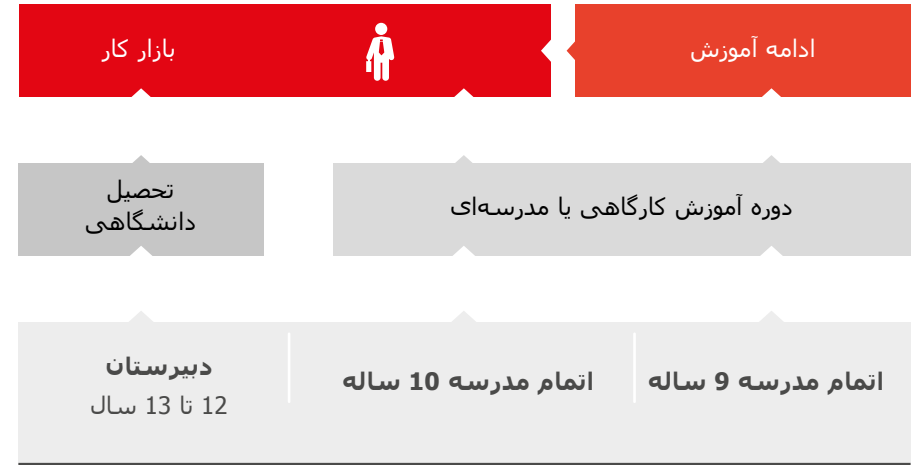 ادامه آموزش
بازار کار
دوره آموزش کارگاهی یا مدرسه‌ای
تحصیل
دانشگاهی
اتمام مدرسه 9 ساله
اتمام مدرسه 10 ساله
دبیرستان
12 تا 13 سال